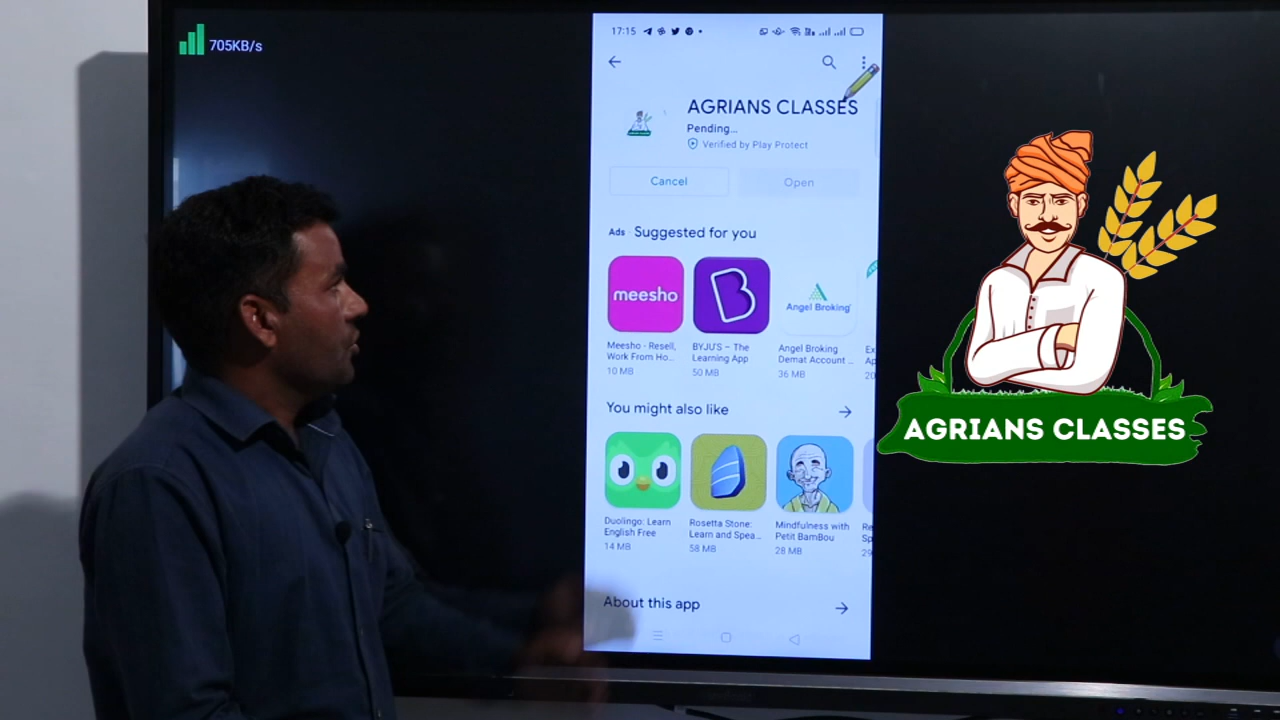 705KB/s
17:15
AGRIANS CLASSES
Pending...
Verified by Play Protect
Cancel
Open
Ads · Suggested for you
meesho
Angel Broking
Meesho - Resell, Work From Ho...
10 MB
BYJU'S – The Learning App
50 MB
Angel Broking Demat Account ...
36 MB
You might also like
Duolingo: Learn English Free
14 MB
Rosetta Stone: Learn and Spea...
58 MB
Mindfulness with Petit BamBou
28 MB
About this app
AGRIANS CLASSES